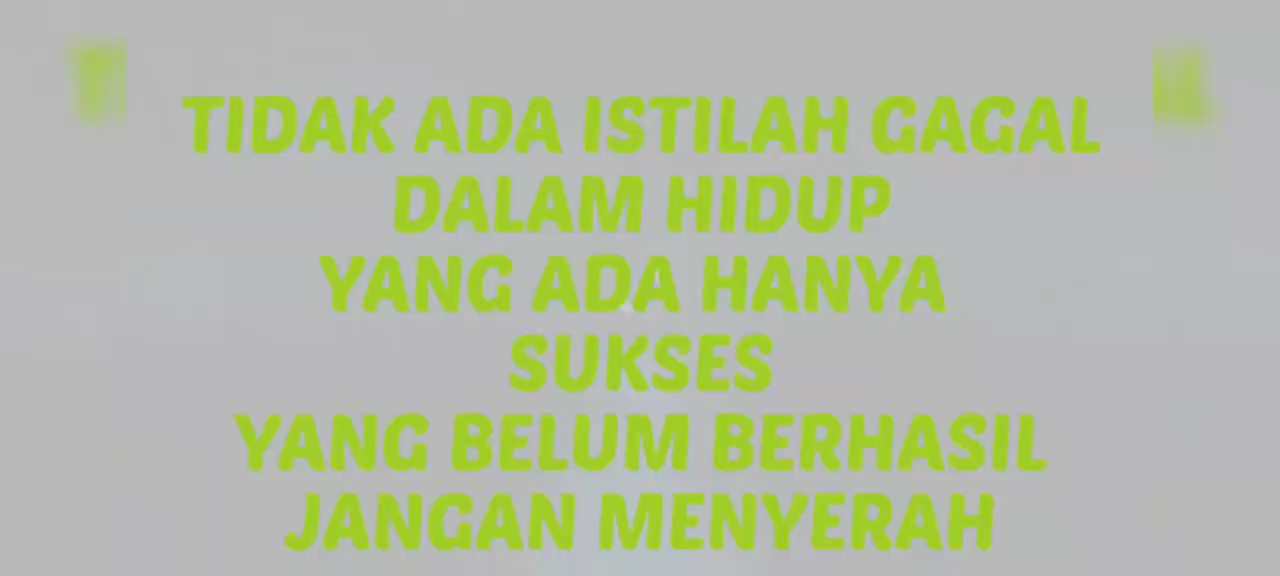 TIDAK ADA ISTILAH GAGAL
DALAM HIDUP
YANG ADA HANYA
SUKSES
YANG BELUM BERHASIL
JANGAN MENYERAH